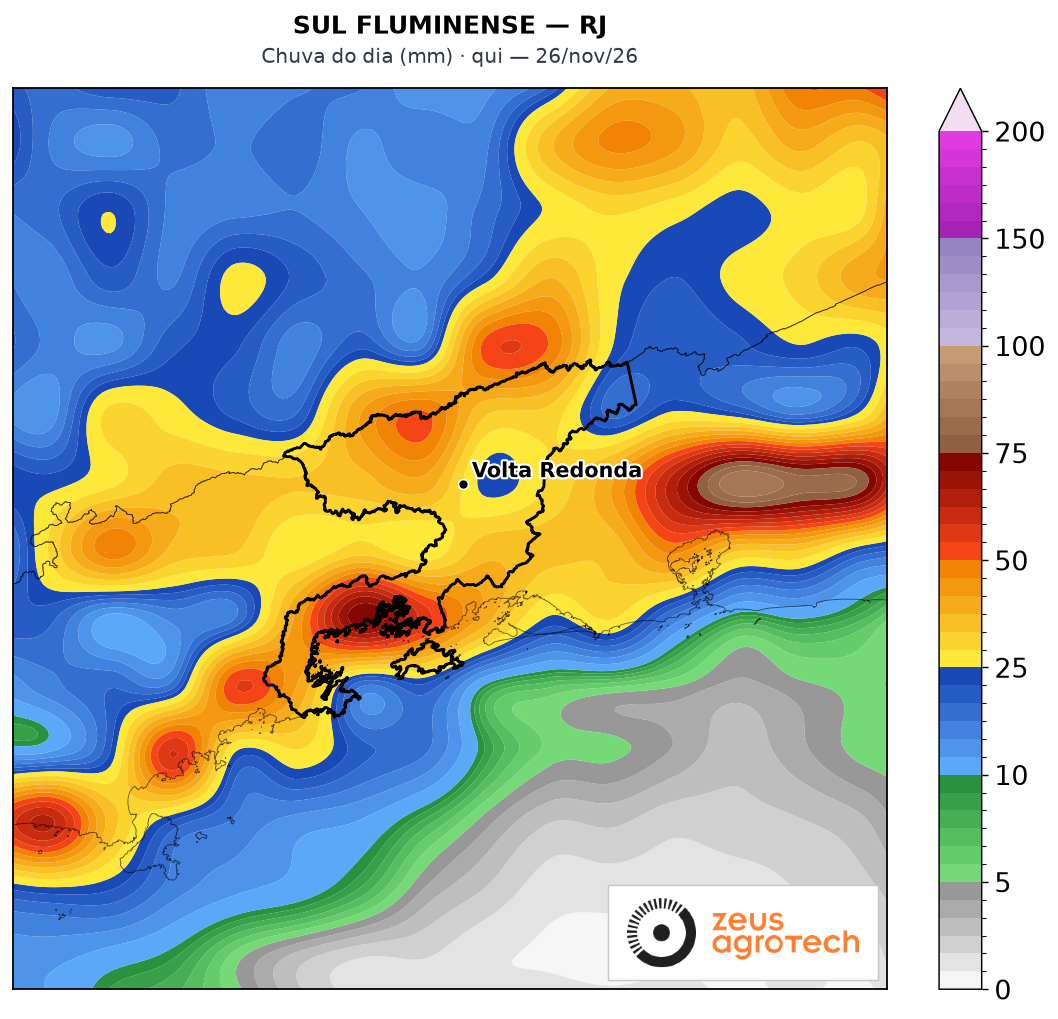 SUL FLUMINENSE — RJ
Chuva do dia (mm) · qui — 26/nov/26
200
150
100
75
50
25
10
5
0
Volta Redonda
zeus
agrotech